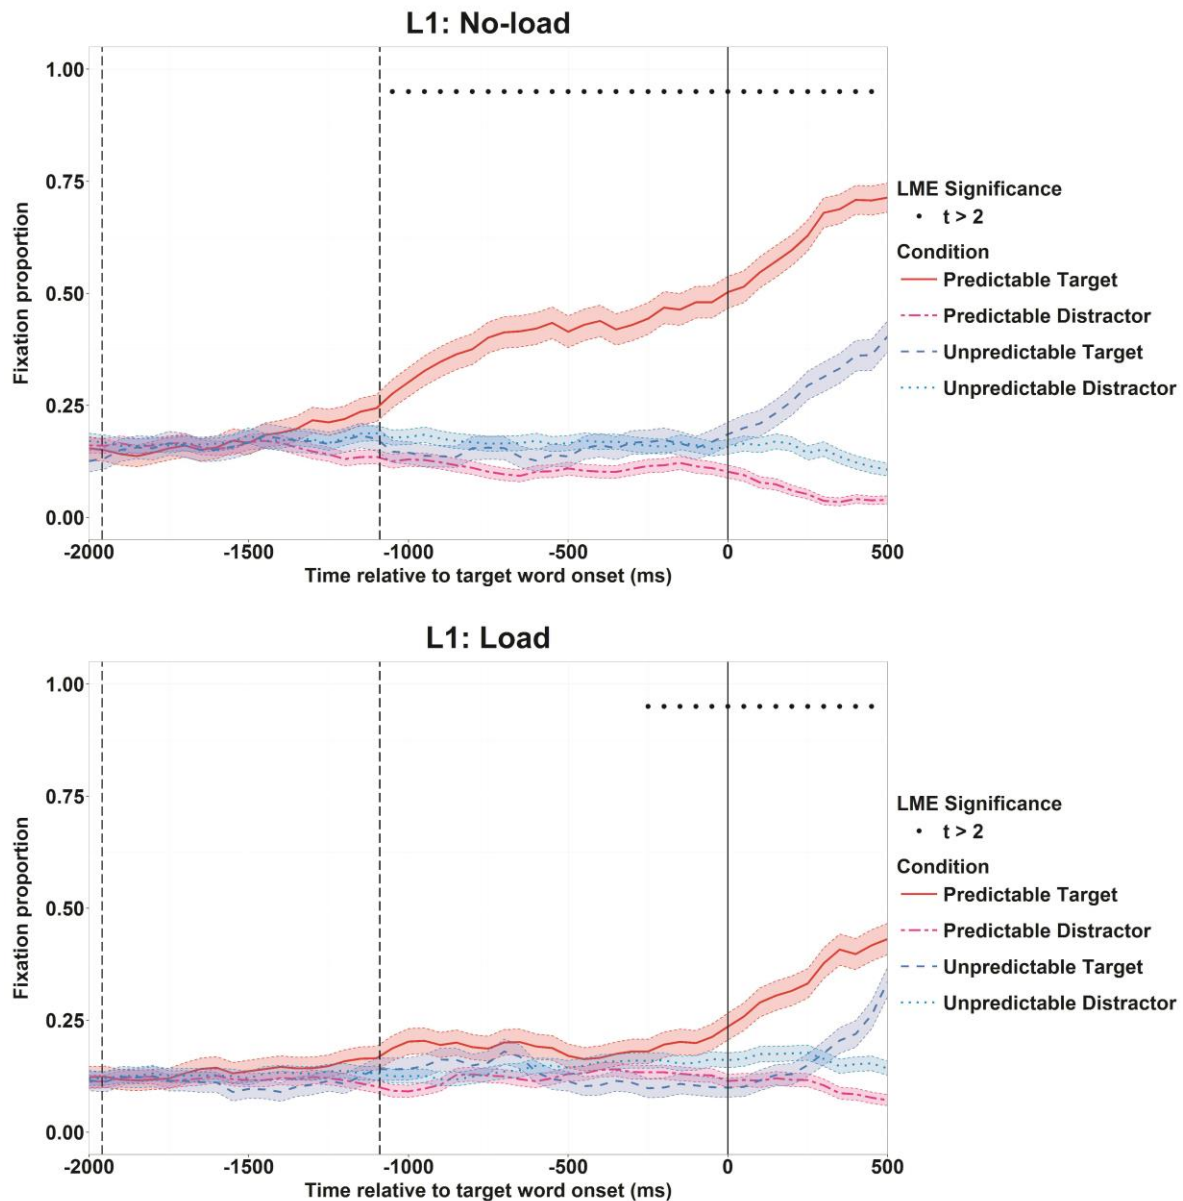 L1: No-load
1.00
0.75
0.50
0.25
0.00
Fixation proportion
-2000 -1500 -1000 -500 0 500
Time relative to target word onset (ms)
LME Significance
t > 2
Condition
Predictable Target
Predictable Distractor
Unpredictable Target
Unpredictable Distractor
L1: Load
1.00
0.75
0.50
0.25
0.00
Fixation proportion
-2000 -1500 -1000 -500 0 500
Time relative to target word onset (ms)
LME Significance
t > 2
Condition
Predictable Target
Predictable Distractor
Unpredictable Target
Unpredictable Distractor